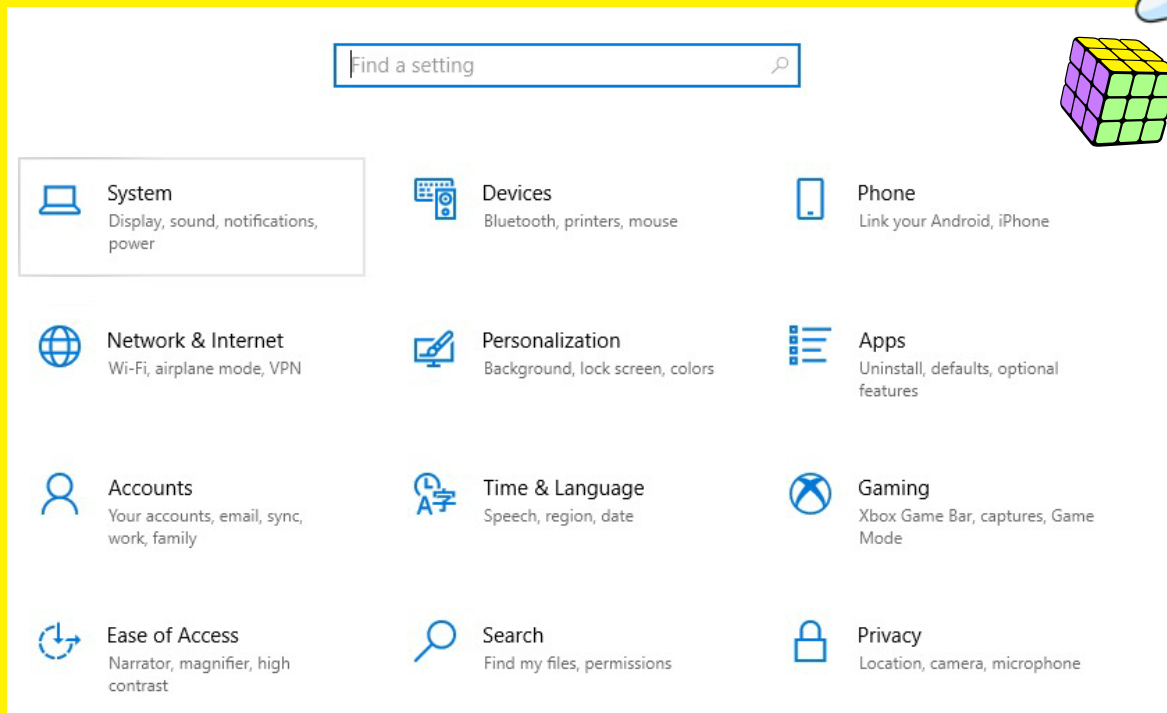 Find a setting
System
Display, sound, notifications,
power
Devices
Bluetooth, printers, mouse
Phone
Link your Android, iPhone
Network & Internet
Wi-Fi, airplane mode, VPN
Personalization
Background, lock screen, colors
Apps
Uninstall, defaults, optional
features
Accounts
Your accounts, email, sync,
work, family
Time & Language
Speech, region, date
Gaming
Xbox Game Bar, captures, Game
Mode
Ease of Access
Narrator, magnifier, high
contrast
Search
Find my files, permissions
Privacy
Location, camera, microphone